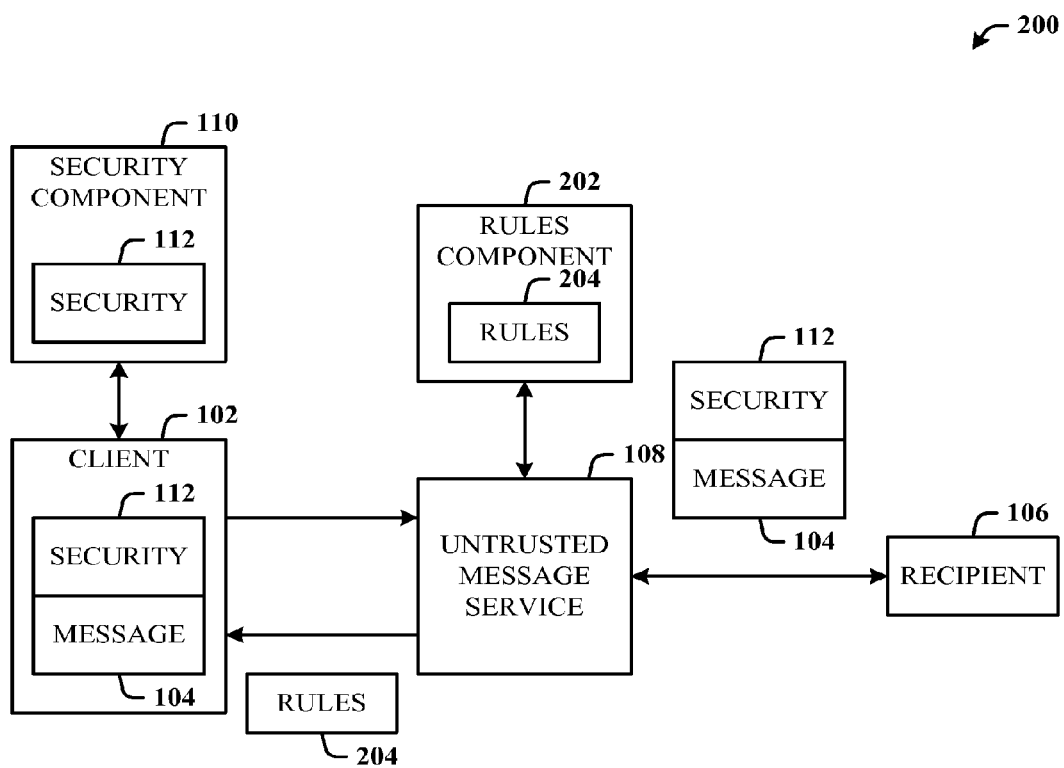 200
110
SECURITY
COMPONENT
112
SECURITY
202
RULES
COMPONENT
204
RULES
112
SECURITY
MESSAGE
104
102
CLIENT
112
SECURITY
MESSAGE
104
108
UNTRUSTED
MESSAGE
SERVICE
106
RECIPIENT
RULES
204